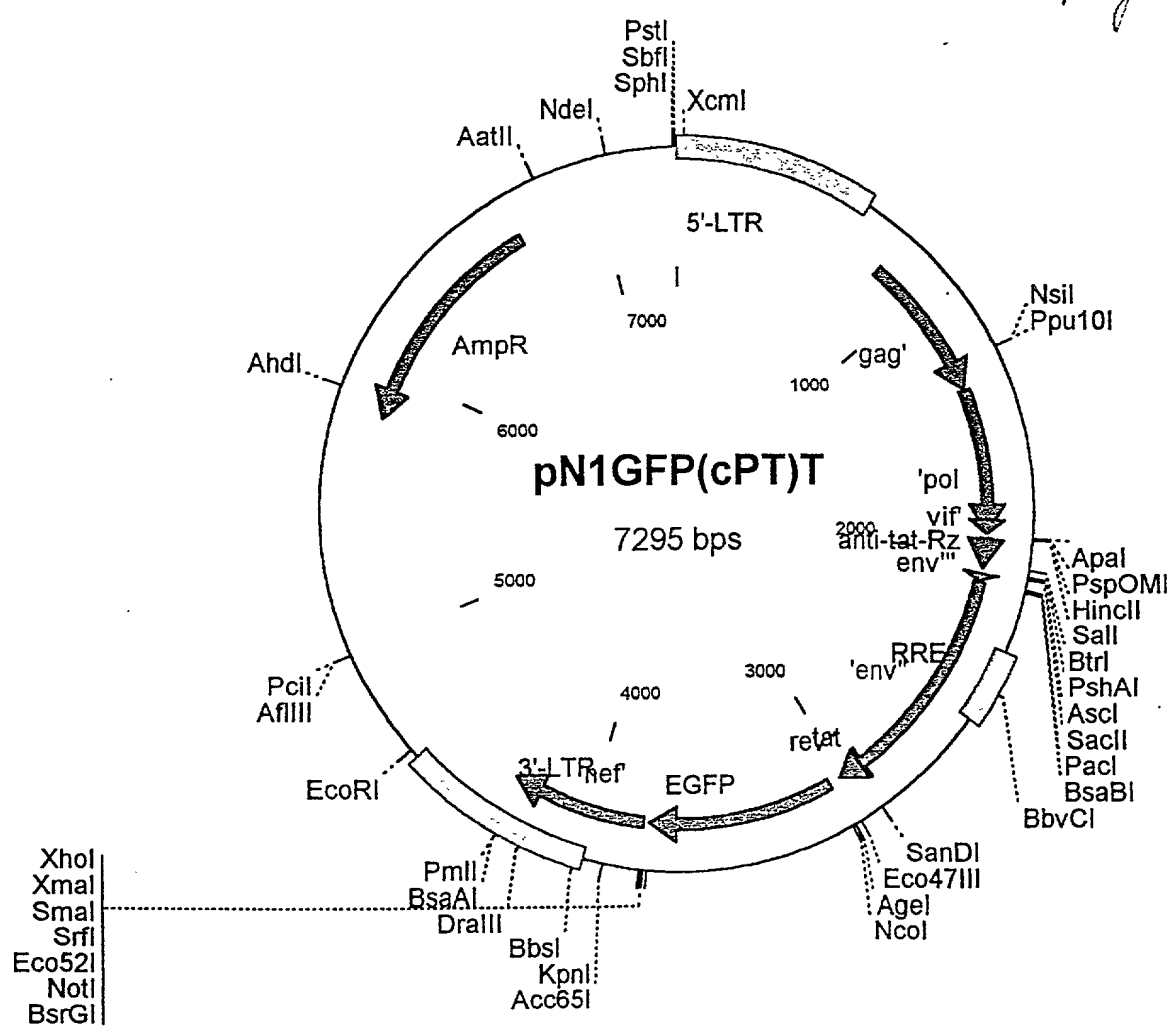 PstI
SbfI
SphI
XcmI
NdeI
AatII
AhdI
5'-LTR
AmpR
7000
1000
6000
gag'
NsiI
Ppu10I
pN1GFP(cPT)T
7295 bps
'pol
vif'
2000
anti-tat-Rz
env'''
ApaI
PspOMI
HincII
SalI
BtrI
PshAI
AscI
SacII
PacI
BsaBI
BbvCI
5000
4000
3000
RRE
'env''
rev
tat
PciI
AflIII
3'-LTR
nef'
EGFP
EcoRI
SanDI
Eco47III
AgeI
NcoI
PmlI
BsaAI
DraIII
BbsI
KpnI
Acc65I
XhoI
XmaI
SmaI
SrfI
Eco52I
NotI
BsrGI